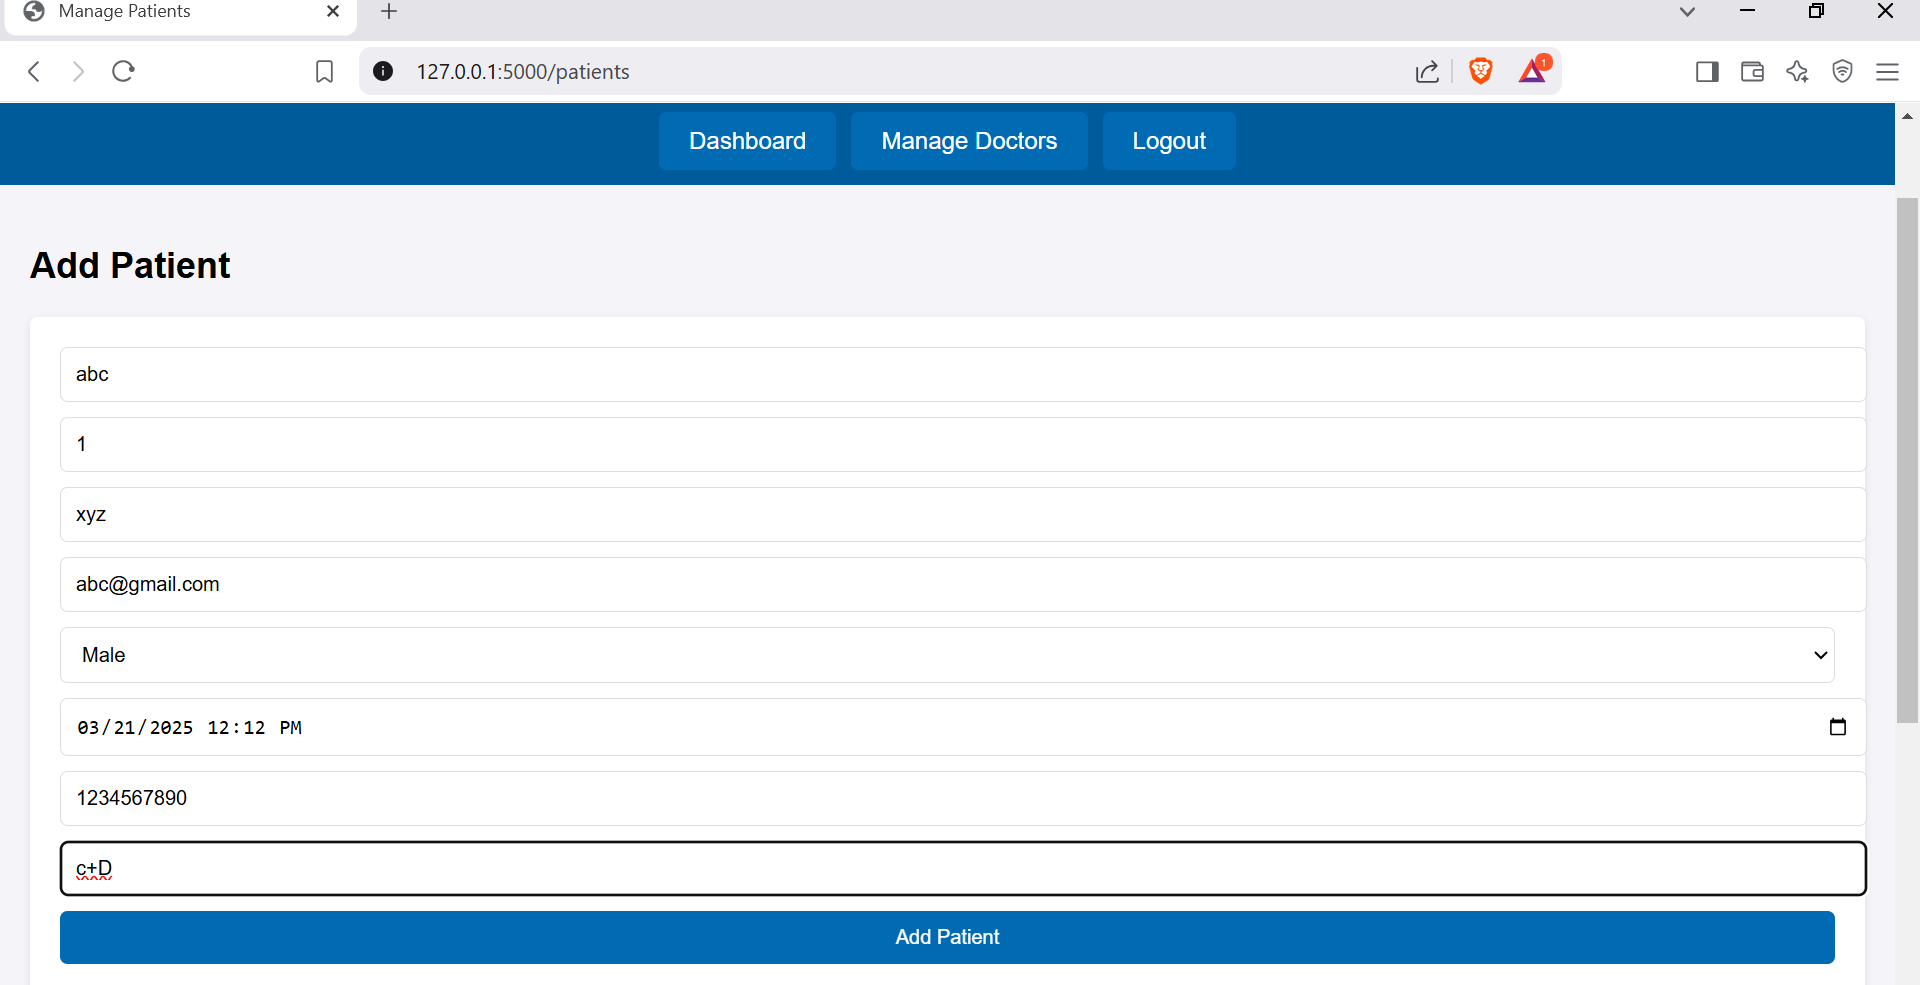 Manage Patients
127.0.0.1:5000/patients
1
Dashboard Manage Doctors Logout
Add Patient
abc
1
xyz
abc@gmail.com
Male
03/21/2025 12:12 PM
1234567890
c+D
Add Patient